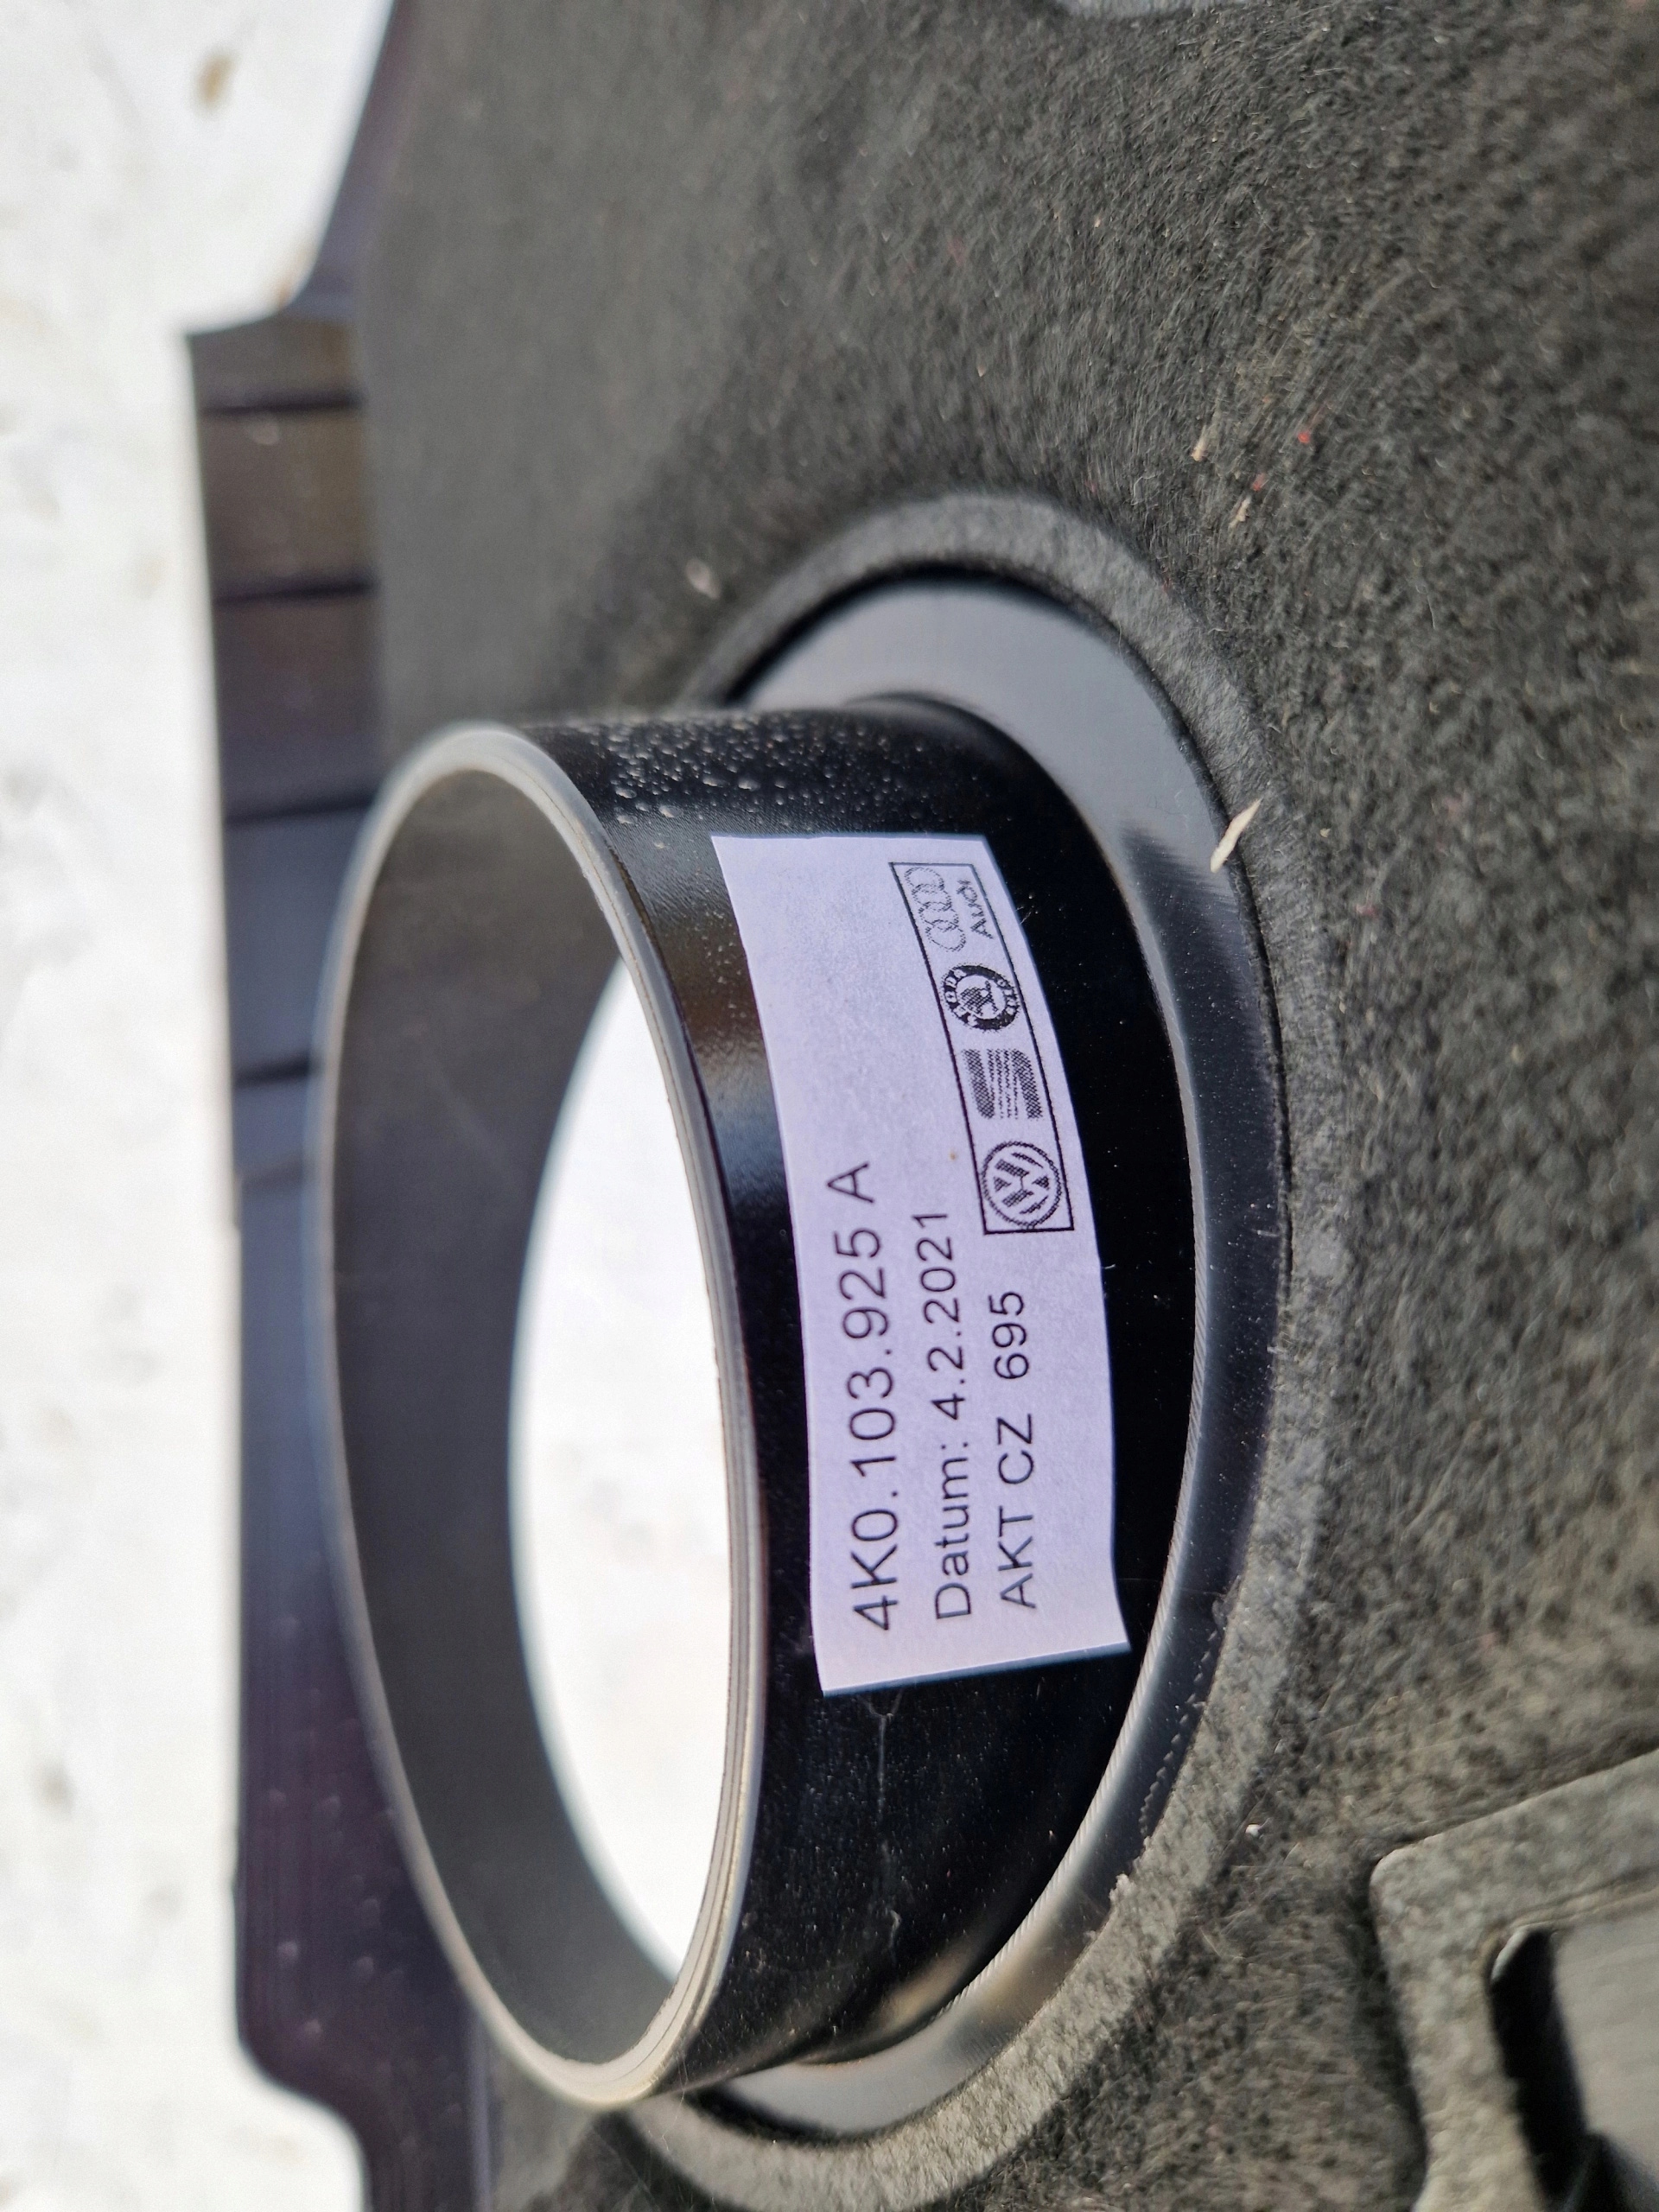 4K0.103.925 A
Datum: 4.2.2021
AKT CZ 695
AUDI